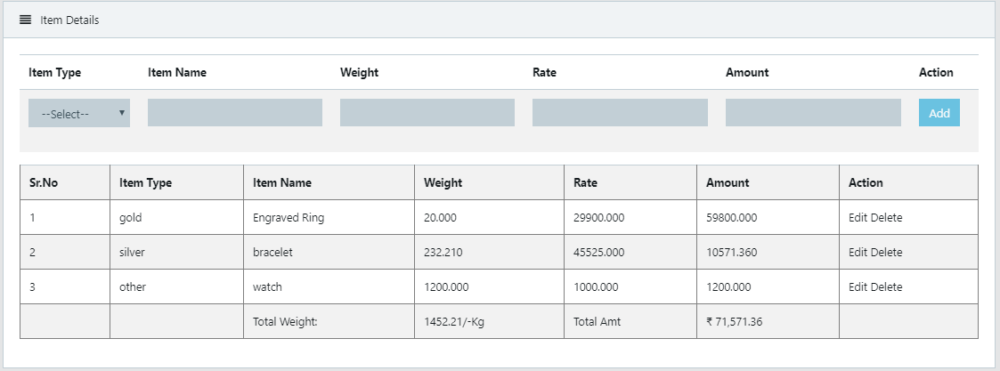 Item Details
Item Type Item Name Weight Rate Amount Action
--Select-- Add
Sr.No Item Type Item Name Weight Rate Amount Action
1 gold Engraved Ring 20.000 29900.000 59800.000 Edit Delete
2 silver bracelet 232.210 45525.000 10571.360 Edit Delete
3 other watch 1200.000 1000.000 1200.000 Edit Delete
Total Weight: 1452.21/-Kg Total Amt ₹ 71,571.36